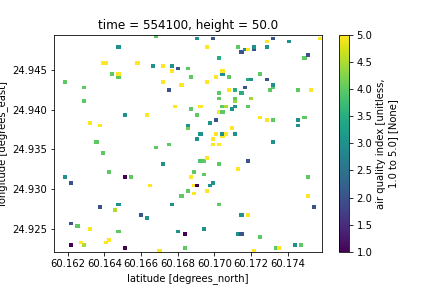 time = 554100, height = 50.0
24.945
24.940
24.935
24.930
24.925
longitude [degrees_east]
60.162 60.164 60.166 60.168 60.170 60.172 60.174
latitude [degrees_north]
5.0
4.5
4.0
3.5
3.0
2.5
2.0
1.5
1.0
air quality index [unitless,
1.0 to 5.0] [None]